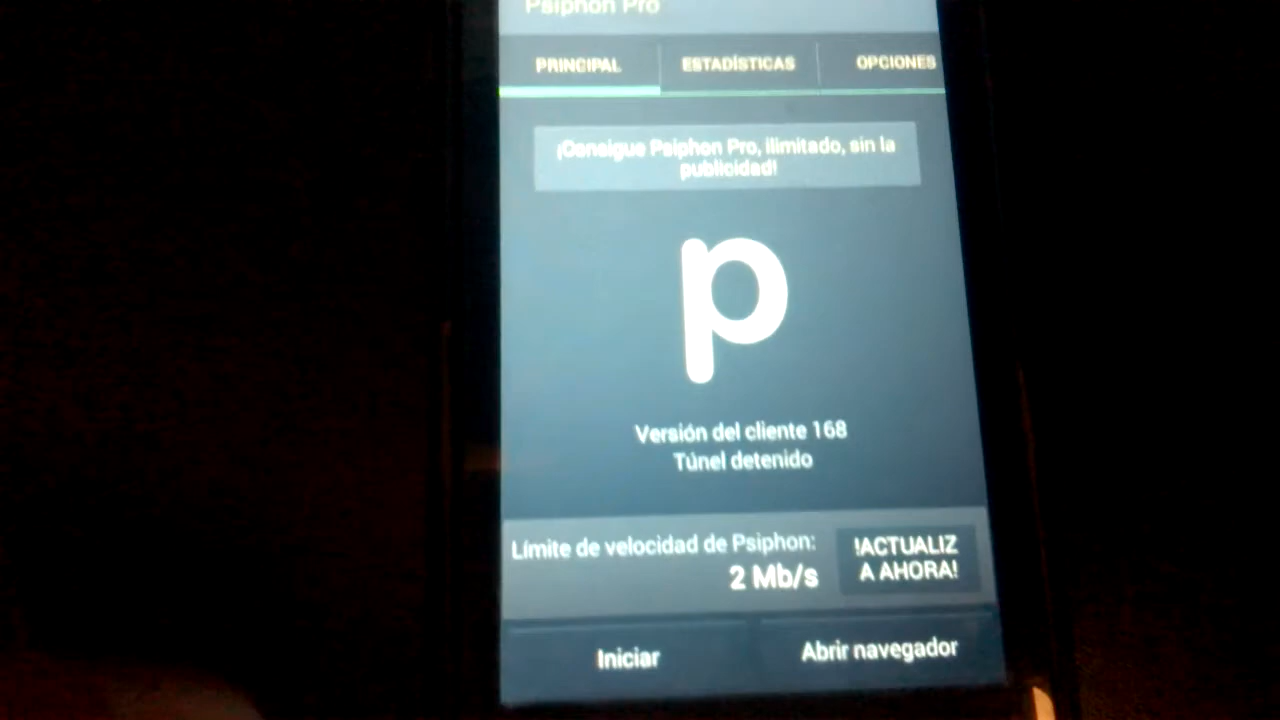 Psiphon Pro
PRINCIPAL
ESTADÍSTICAS
OPCIONES
¡Consigue Psiphon Pro, ilimitado, sin la
publicidad!
p
Versión del cliente 168
Túnel detenido
Límite de velocidad de Psiphon:
2 Mb/s
!ACTUALIZ
A AHORA!
Iniciar
Abrir navegador